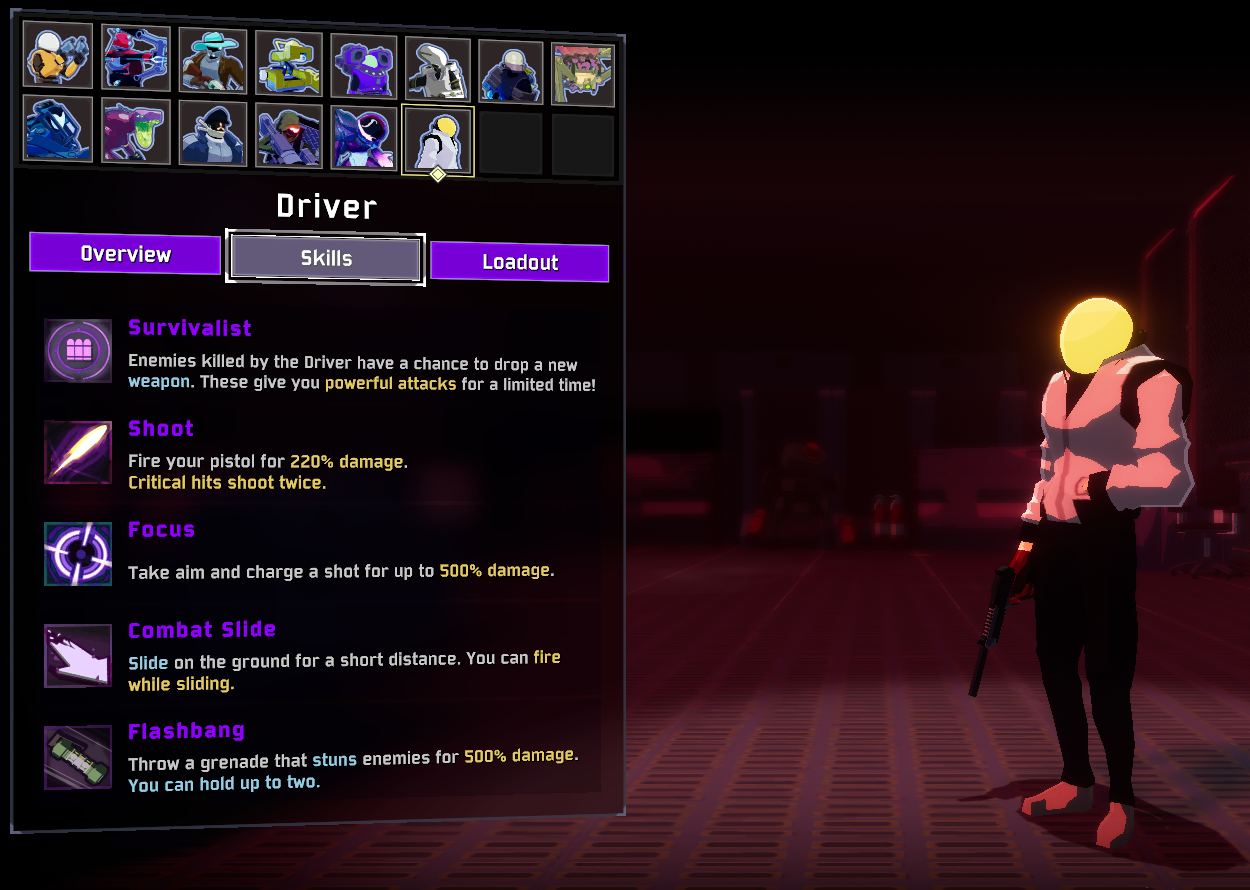 Driver
Overview
Skills
Loadout
Survivalist
Enemies killed by the Driver have a chance to drop a new
weapon. These give you powerful attacks for a limited time!
Shoot
Fire your pistol for 220% damage.
Critical hits shoot twice.
Focus
Take aim and charge a shot for up to 500% damage.
Combat Slide
Slide on the ground for a short distance. You can fire
while sliding.
Flashbang
Throw a grenade that stuns enemies for 500% damage.
You can hold up to two.